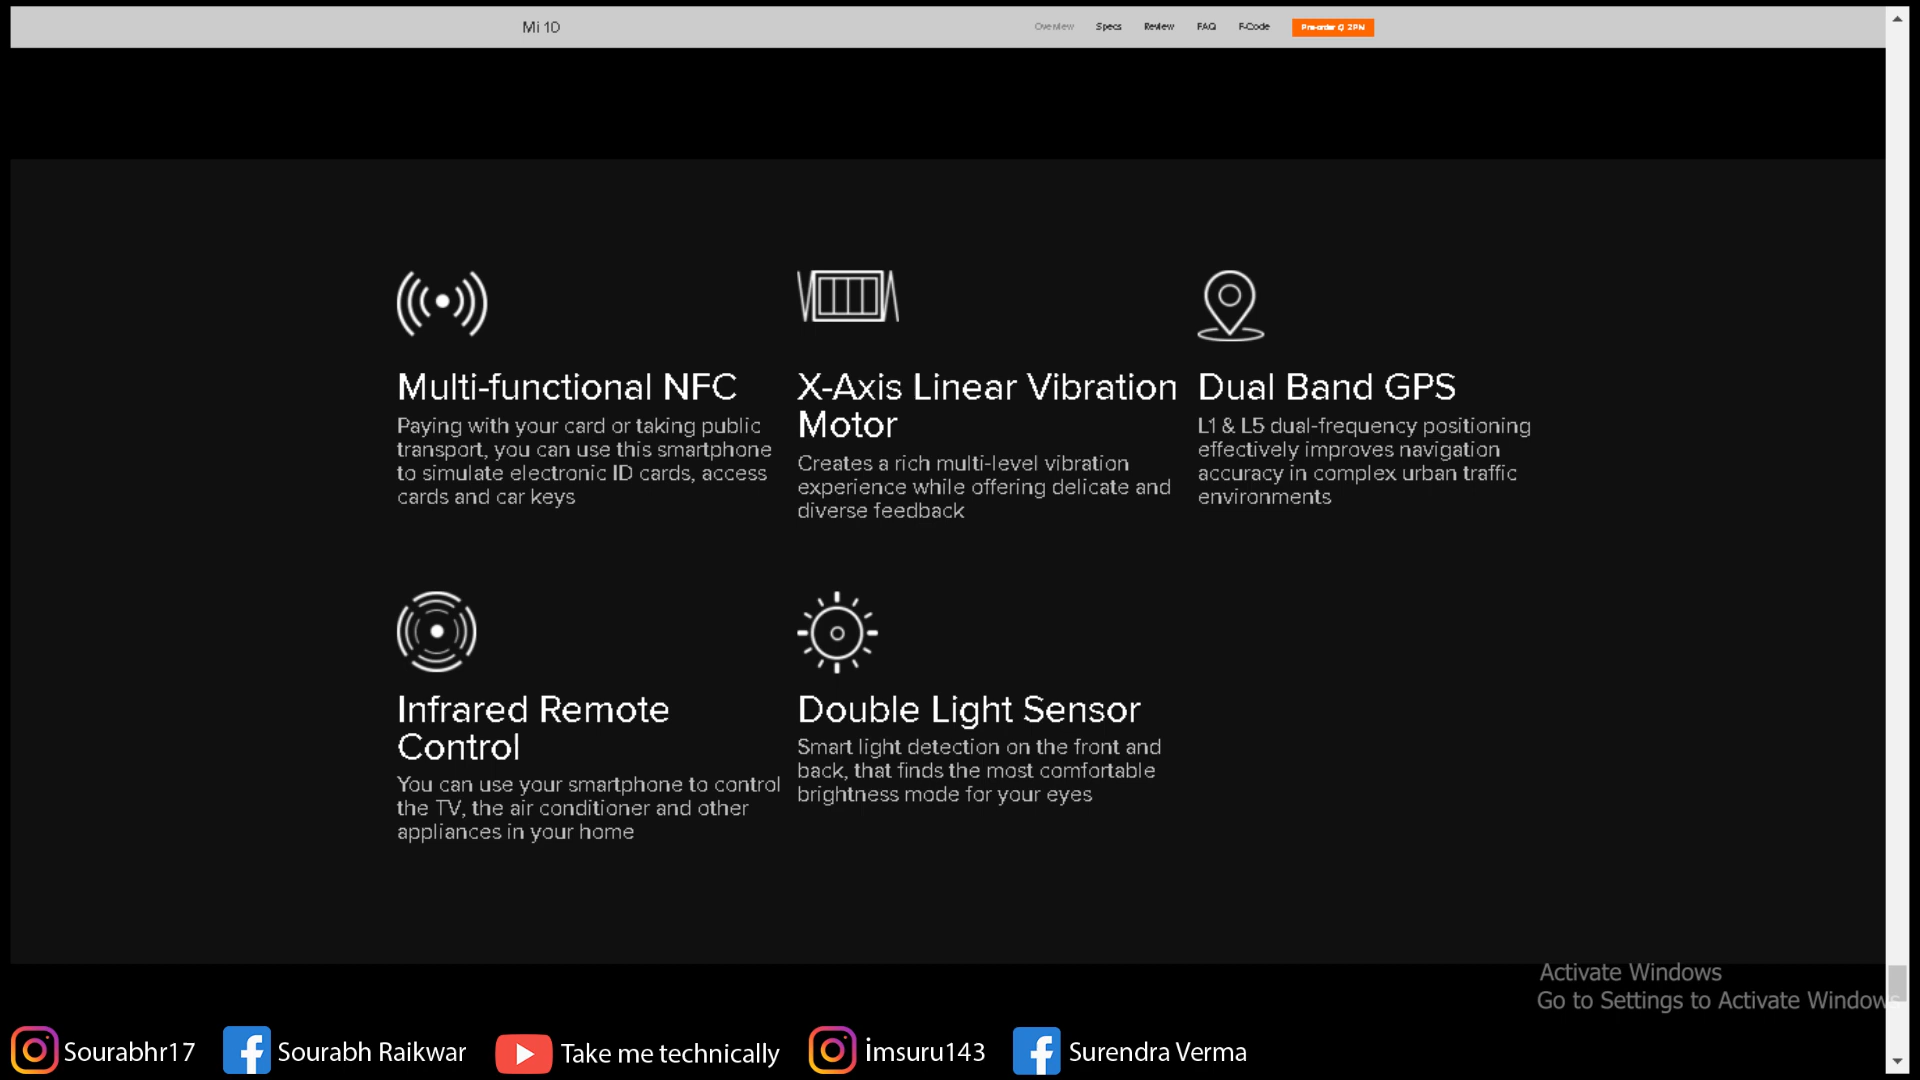 Mi 10
Overview Specs Review FAQ F-Code Pre-order @ 2PM
Multi-functional NFC
Paying with your card or taking public
transport, you can use this smartphone
to simulate electronic ID cards, access
cards and car keys
X-Axis Linear Vibration
Motor
Creates a rich multi-level vibration
experience while offering delicate and
diverse feedback
Dual Band GPS
L1 & L5 dual-frequency positioning
effectively improves navigation
accuracy in complex urban traffic
environments
Infrared Remote
Control
You can use your smartphone to control
the TV, the air conditioner and other
appliances in your home
Double Light Sensor
Smart light detection on the front and
back, that finds the most comfortable
brightness mode for your eyes
Activate Windows
Go to Settings to Activate Windows.
Sourabhr17 Sourabh Raikwar Take me technically İmsuru143 Surendra Verma